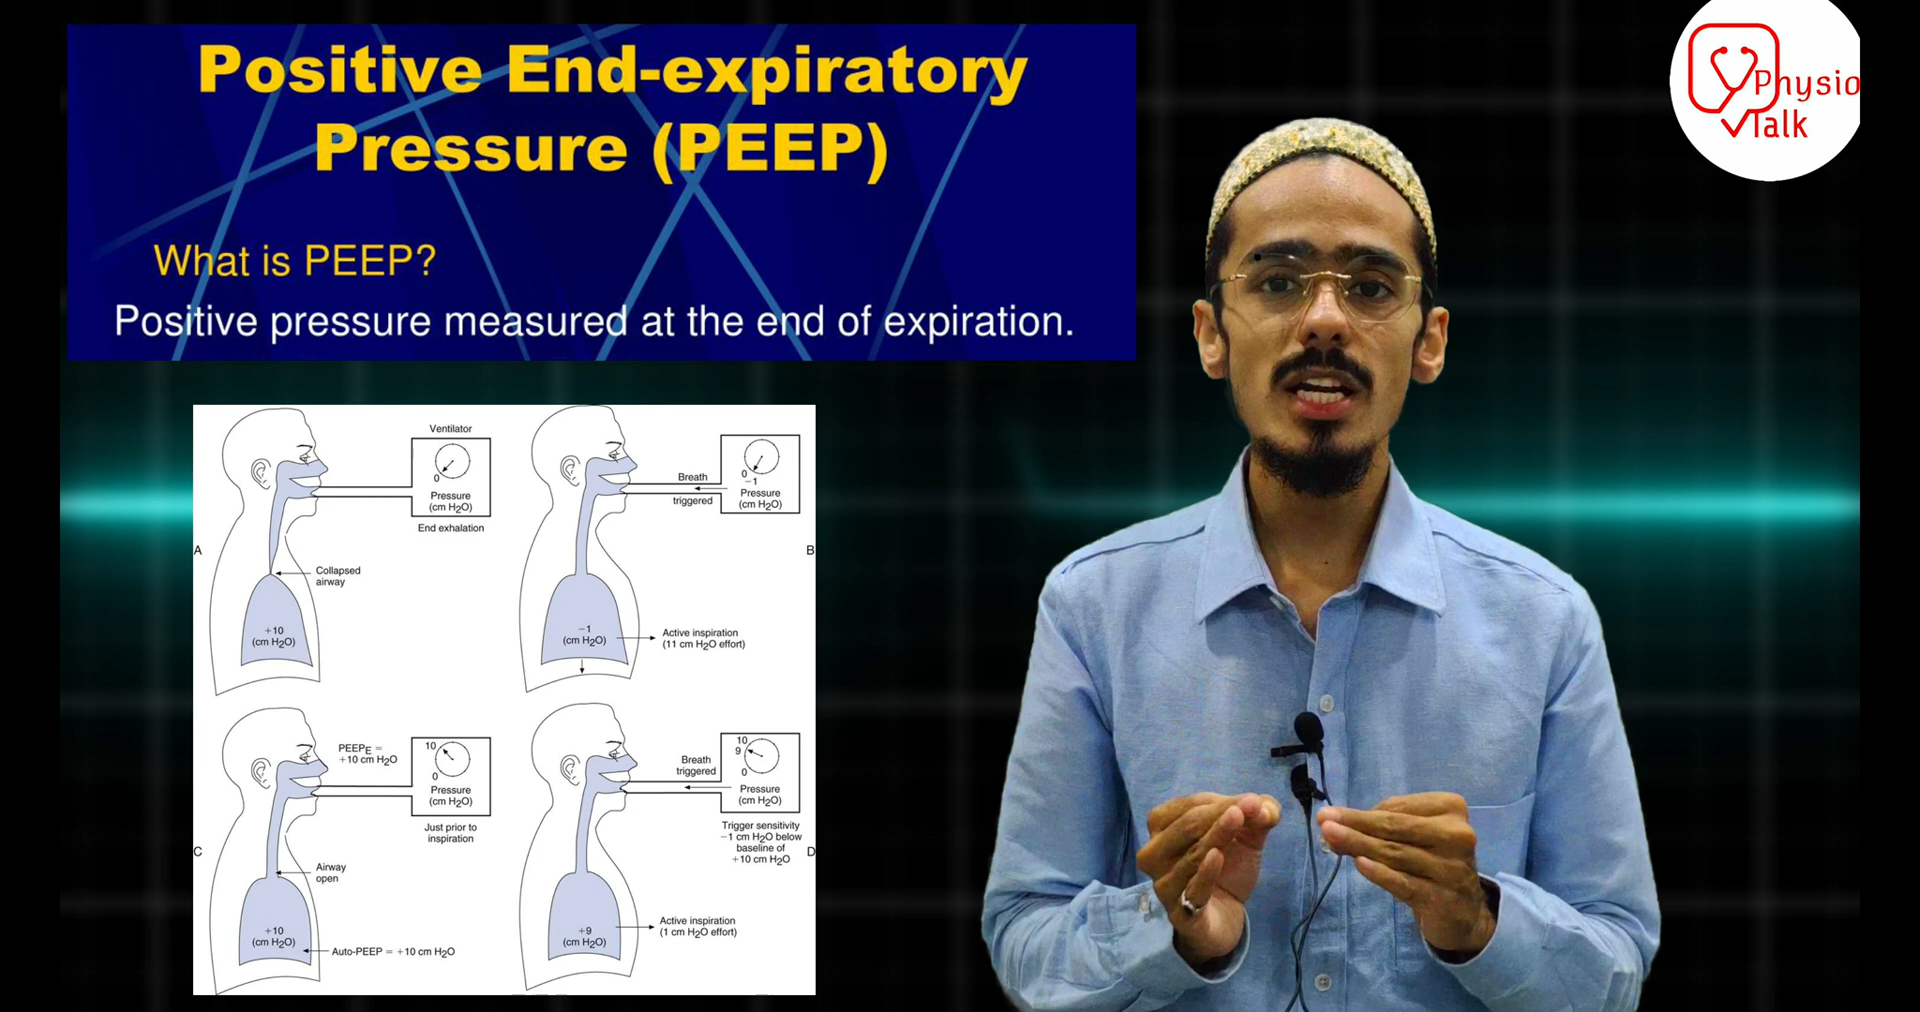 Positive End-expiratory
Pressure (PEEP)
What is PEEP?
Positive pressure measured at the end of expiration.
Physio
Talk
Ventilator
0
Pressure
(cm H2O)
End exhalation
A
Collapsed
airway
+10
(cm H2O)
Breath
triggered
0
−1
Pressure
(cm H2O)
B
−1
(cm H2O)
Active inspiration
(11 cm H2O effort)
PEEPE =
+10 cm H2O
10
0
Pressure
(cm H2O)
Just prior to
inspiration
C
Airway
open
+10
(cm H2O)
Auto-PEEP = +10 cm H2O
Breath
triggered
10
9
0
Pressure
(cm H2O)
Trigger sensitivity
−1 cm H2O below
baseline of
+10 cm H2O
D
+9
(cm H2O)
Active inspiration
(1 cm H2O effort)